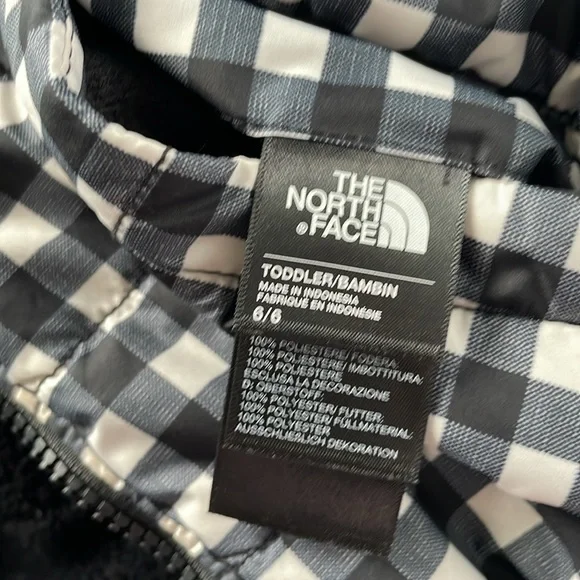 THE
NORTH
FACE
®
TODDLER/BAMBIN
MADE IN INDONESIA
FABRIQUE EN INDONÉSIE
6/6
100% POLIESTERE/ FODERA:
100% POLIESTERE/ IMBOTTITURA:
100% POLIESTERE
ESCLUSA LA DECORAZIONE
D: OBERSTOFF:
100% POLYESTER/ FUTTER:
100% POLYESTER/ FÜLLMATERIAL:
100% POLYESTER
AUSSCHLIESSLICH DEKORATION